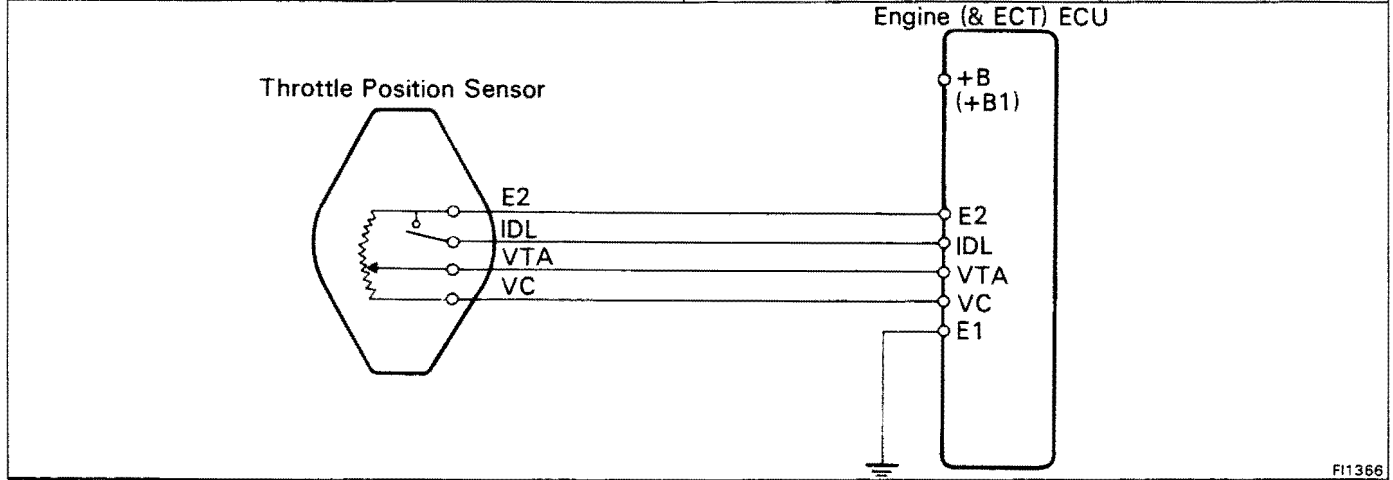 Engine (& ECT) ECU
+B
(+B1)
Throttle Position Sensor
E2
IDL
VTA
VC
E2
IDL
VTA
VC
E1
FI1366